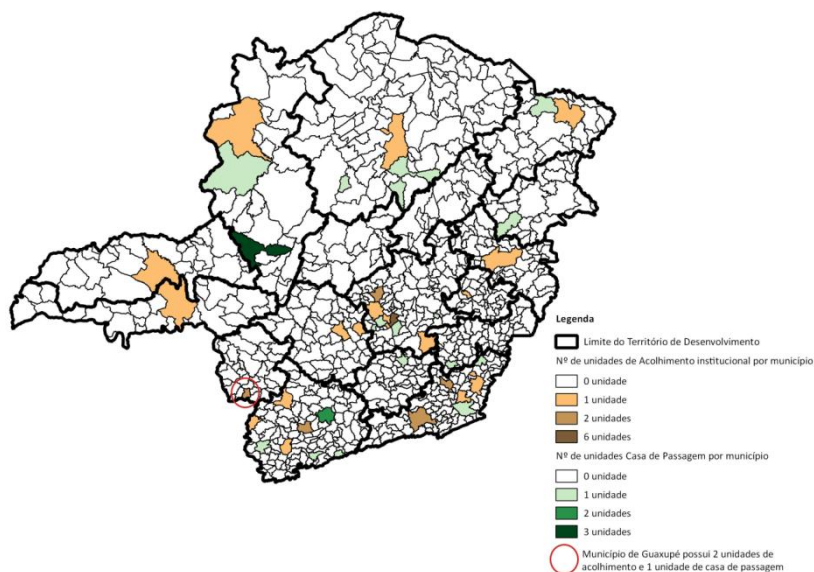 Legenda
Limite do Território de Desenvolvimento
Nº de unidades de Acolhimento institucional por município
0 unidade
1 unidade
2 unidades
6 unidades
Nº de unidades Casa de Passagem por município
0 unidade
1 unidade
2 unidades
3 unidades
Município de Guaxupé possui 2 unidades de
acolhimento e 1 unidade de casa de passagem